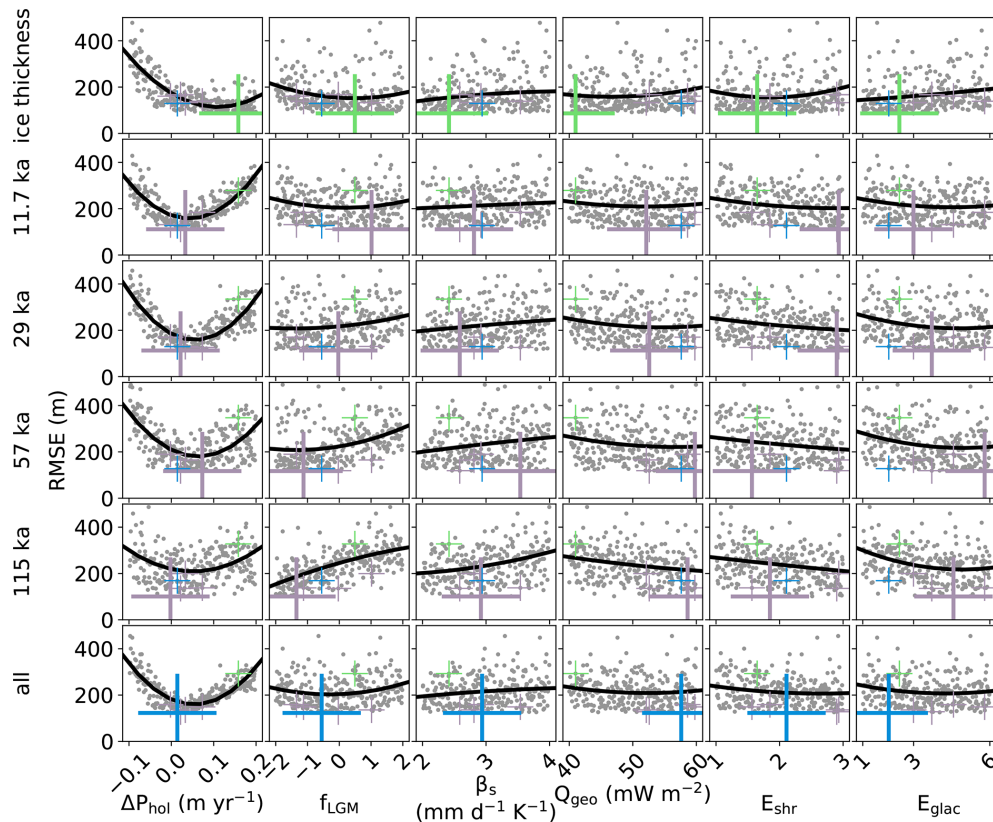 ice thickness
400
200
0
11.7 ka
400
200
0
29 ka
400
200
0
RMSE (m)
57 ka
400
200
0
115 ka
400
200
0
all
400
200
0
−0.1 0.0 0.1 0.2
−2 −1 0 1 2
2 3 4
40 50 60
1 2 3
1 3 6
ΔP_hol (m yr⁻¹)
f_LGM
β_s
(mm d⁻¹ K⁻¹)
Q_geo (mW m⁻²)
E_shr
E_glac